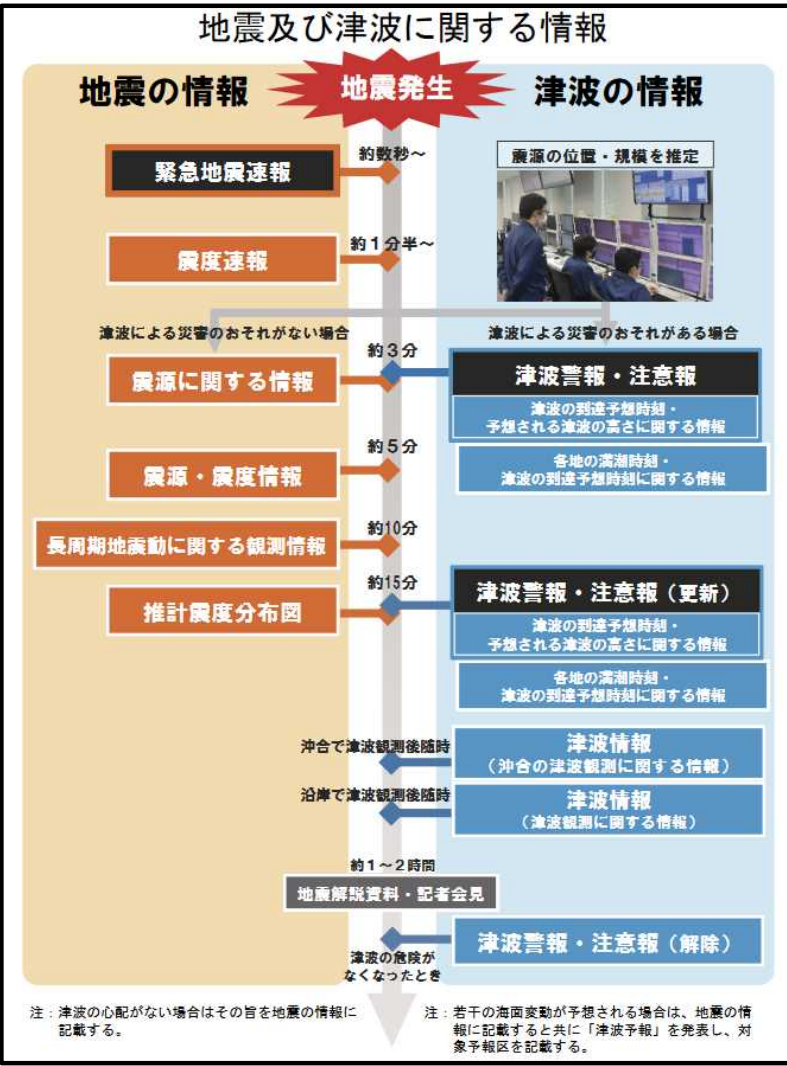 地震及び津波に関する情報
地震の情報
地震発生
津波の情報
約数秒～
緊急地震速報
震源の位置・規模を推定
約１分半～
震度速報
津波による災害のおそれがない場合
津波による災害のおそれがある場合
約３分
震源に関する情報
津波警報・注意報
津波の到達予想時刻・
予想される津波の高さに関する情報
各地の満潮時刻・
津波の到達予想時刻に関する情報
約５分
震源・震度情報
約10分
長周期地震動に関する観測情報
約15分
推計震度分布図
津波警報・注意報（更新）
津波の到達予想時刻・
予想される津波の高さに関する情報
各地の満潮時刻・
津波の到達予想時刻に関する情報
沖合で津波観測後随時
津波情報
（沖合の津波観測に関する情報）
沿岸で津波観測後随時
津波情報
（津波観測に関する情報）
約１～２時間
地震解説資料・記者会見
津波警報・注意報（解除）
津波の危険が
なくなったとき
注：津波の心配がない場合はその旨を地震の情報に
記載する。
注：若干の海面変動が予想される場合は、地震の情
報に記載すると共に「津波予報」を発表し、対
象予報区を記載する。